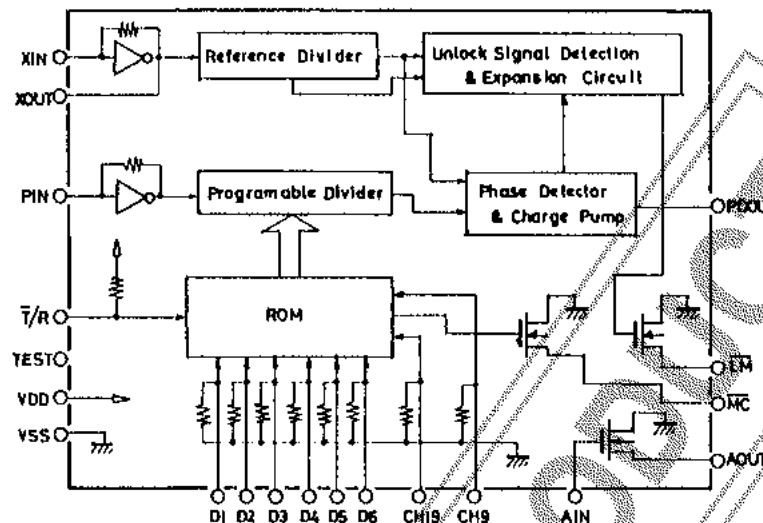 XIN
Reference Divider
Unlock Signal Detection
& Expansion Circuit
XOUT
PIN
Programable Divider
Phase Detector
& Charge Pump
PDOUT
T/R
ROM
TEST
LM
VDD
MC
VSS
AOUT
D1 D2 D3 D4 D5 D6 CH19 CH9 AIN